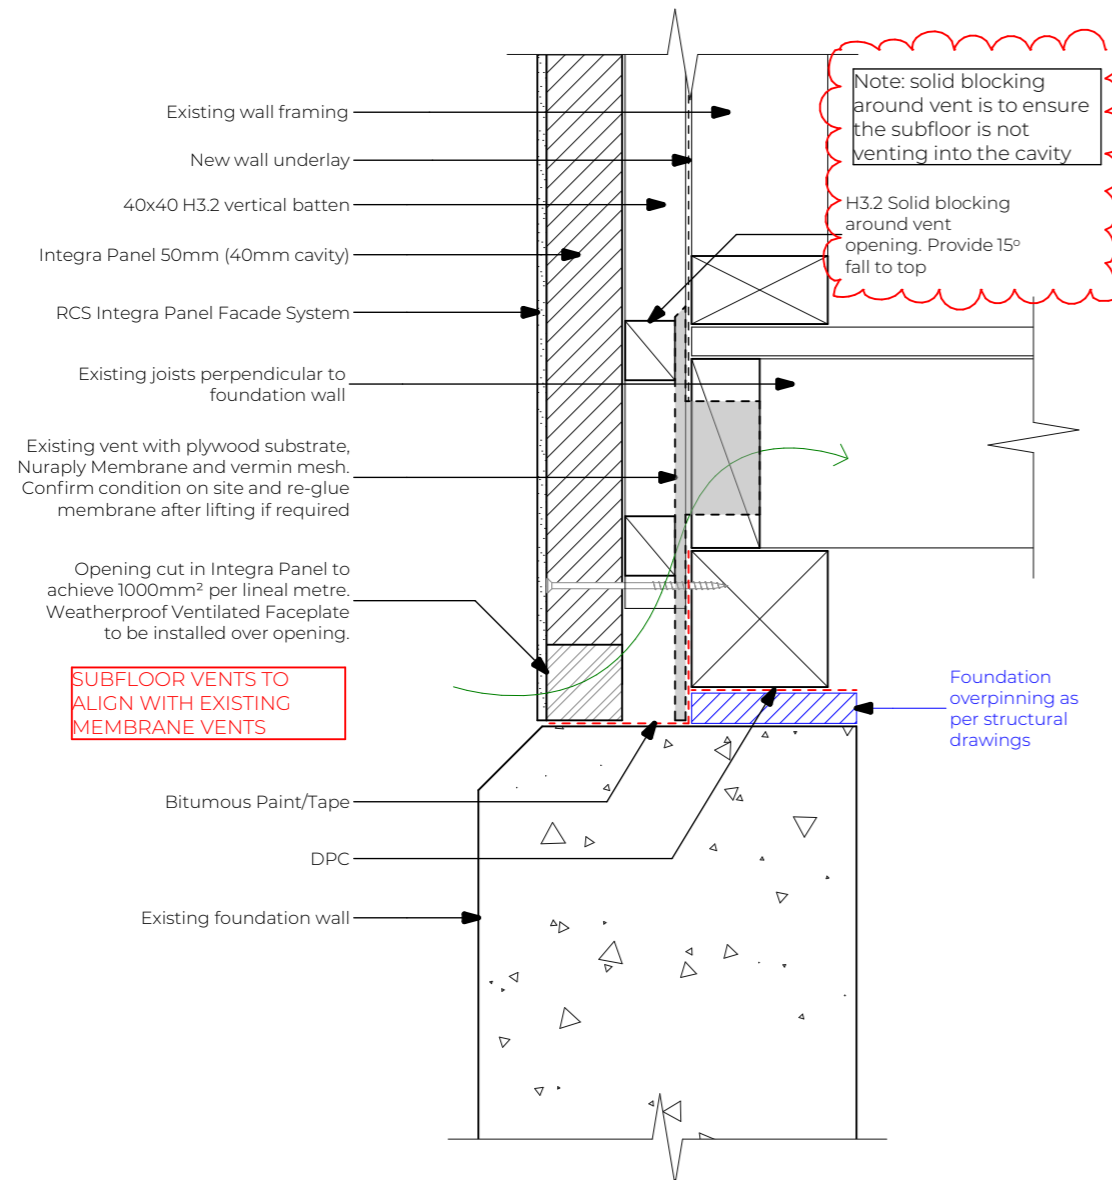 Existing wall framing
New wall underlay
40x40 H3.2 vertical batten
Integra Panel 50mm (40mm cavity)
RCS Integra Panel Facade System
Existing joists perpendicular to
foundation wall
Existing vent with plywood substrate,
Nuraply Membrane and vermin mesh.
Confirm condition on site and re-glue
membrane after lifting if required
Opening cut in Integra Panel to
achieve 1000mm² per lineal metre.
Weatherproof Ventilated Faceplate
to be installed over opening.
SUBFLOOR VENTS TO
ALIGN WITH EXISTING
MEMBRANE VENTS
Bitumous Paint/Tape
DPC
Existing foundation wall
Note: solid blocking
around vent is to ensure
the subfloor is not
venting into the cavity
H3.2 Solid blocking
around vent
opening. Provide 15º
fall to top
Foundation
overpinning as
per structural
drawings